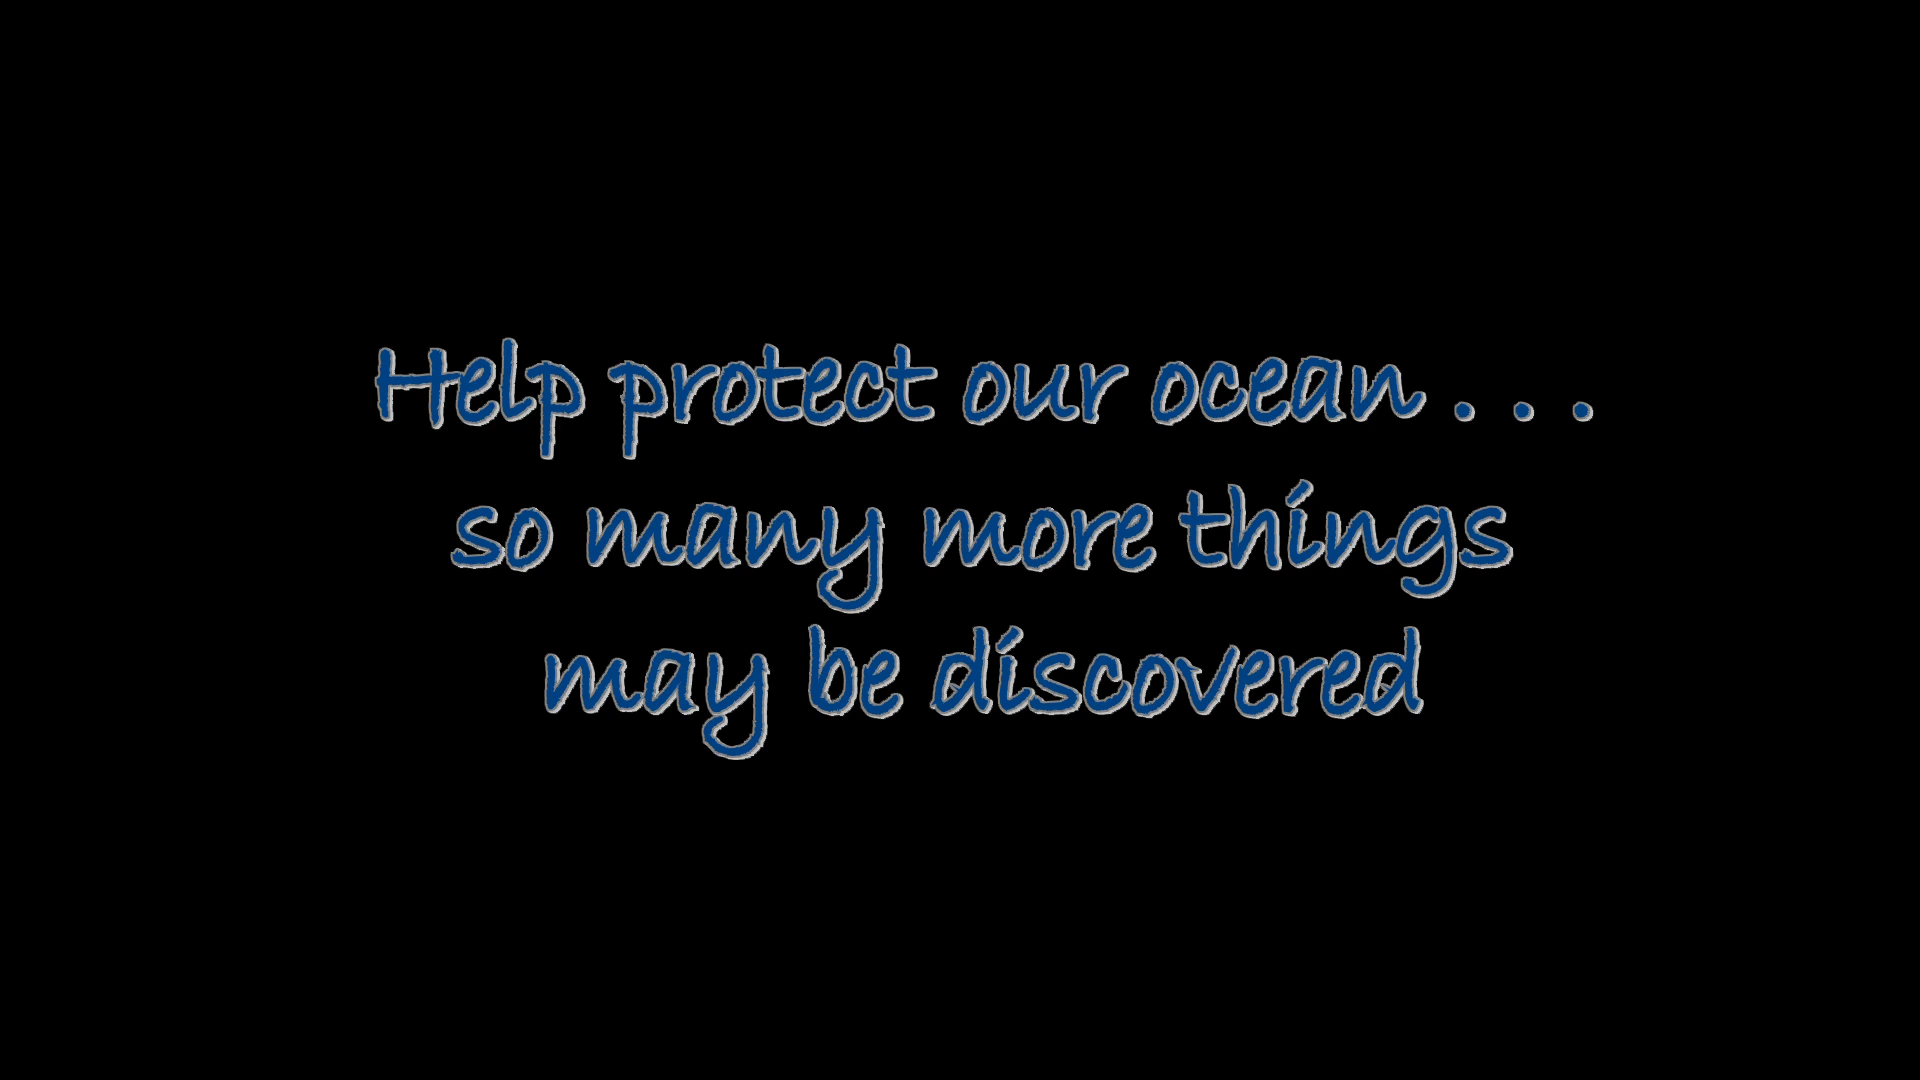 Help protect our ocean . . .
so many more things
may be discovered